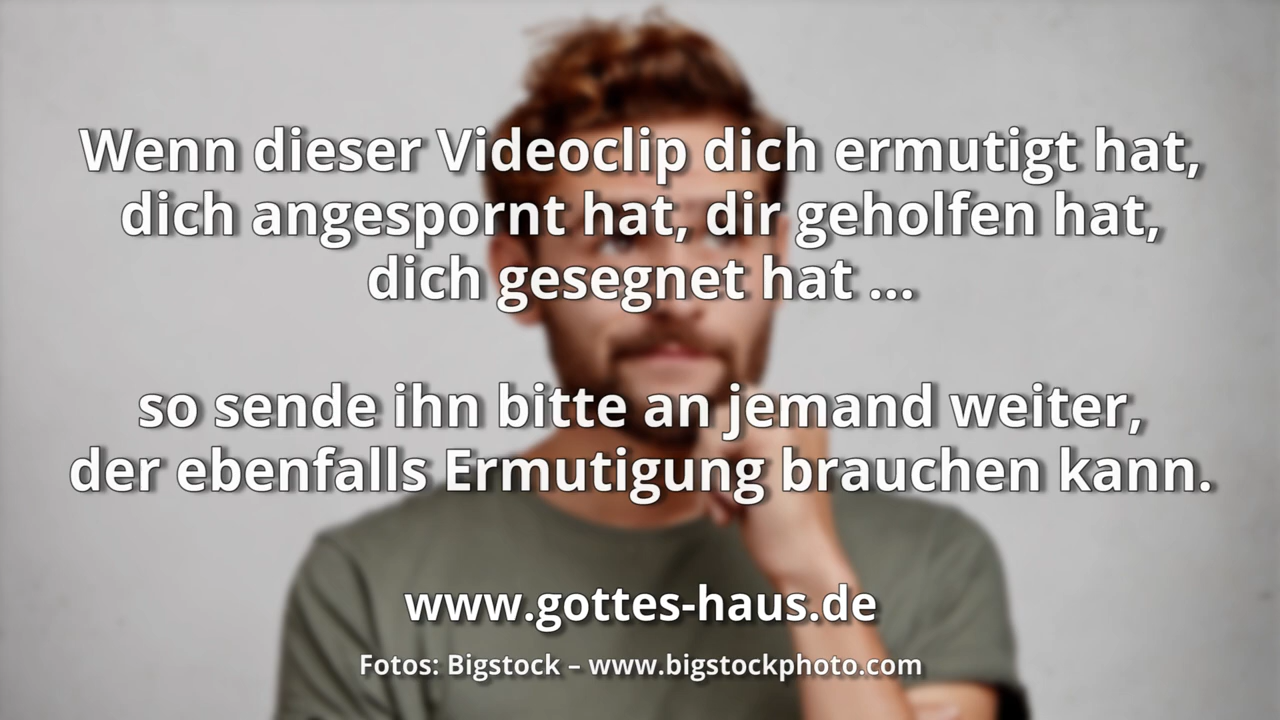 Wenn dieser Videoclip dich ermutigt hat,
dich angespornt hat, dir geholfen hat,
dich gesegnet hat ...
so sende ihn bitte an jemand weiter,
der ebenfalls Ermutigung brauchen kann.
www.gottes-haus.de
Fotos: Bigstock – www.bigstockphoto.com